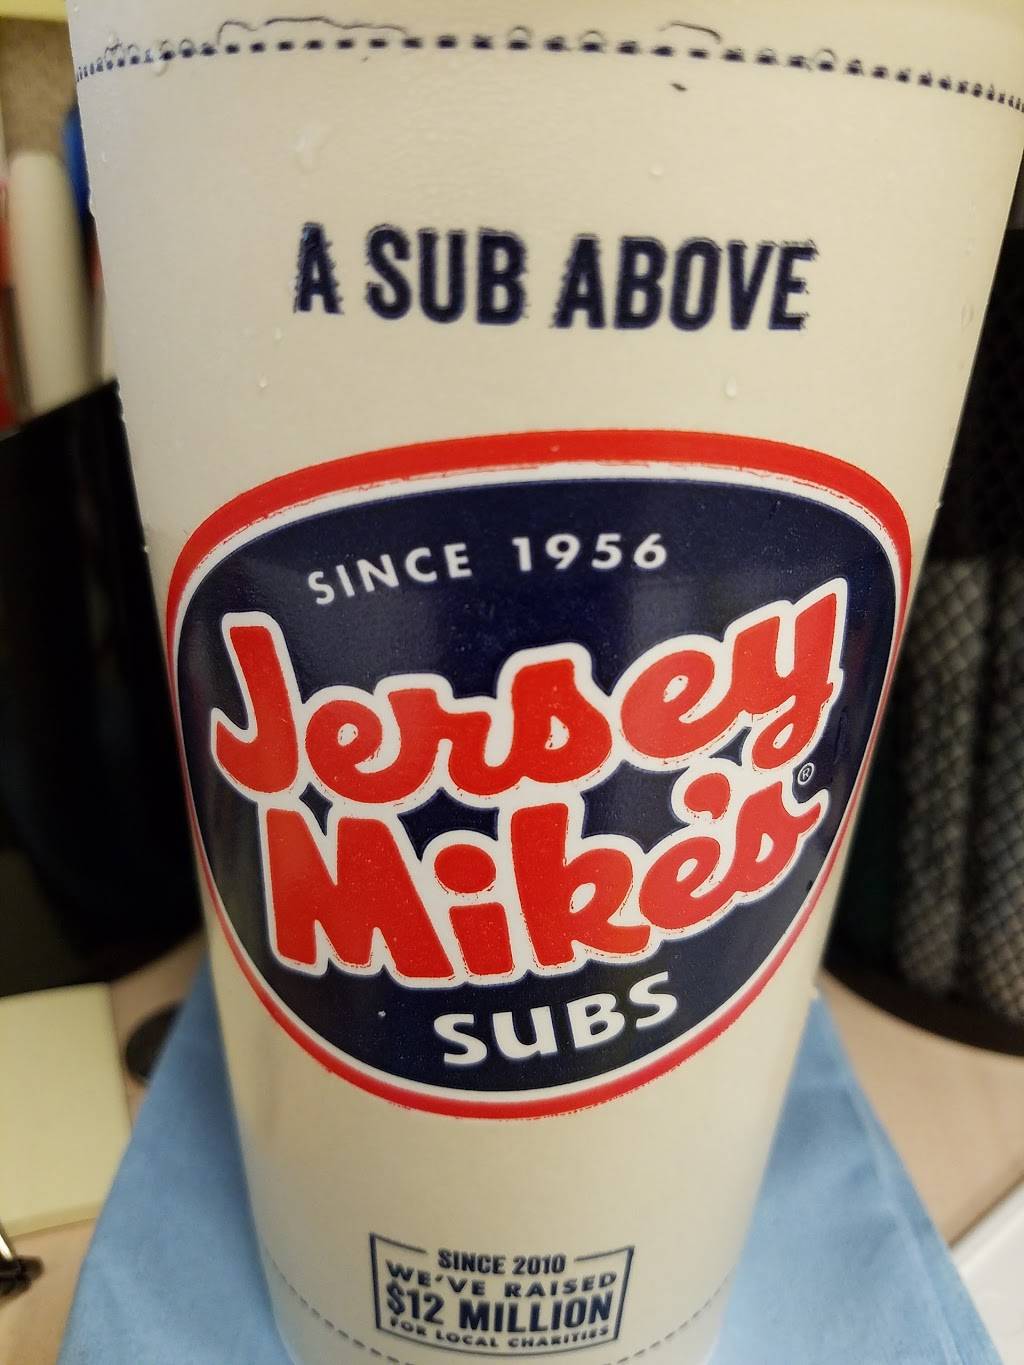 A SUB ABOVE
SINCE 1956
Jersey
Mike's®
SUBS
SINCE 2010
WE'VE RAISED
$12 MILLION
FOR LOCAL CHARITIES